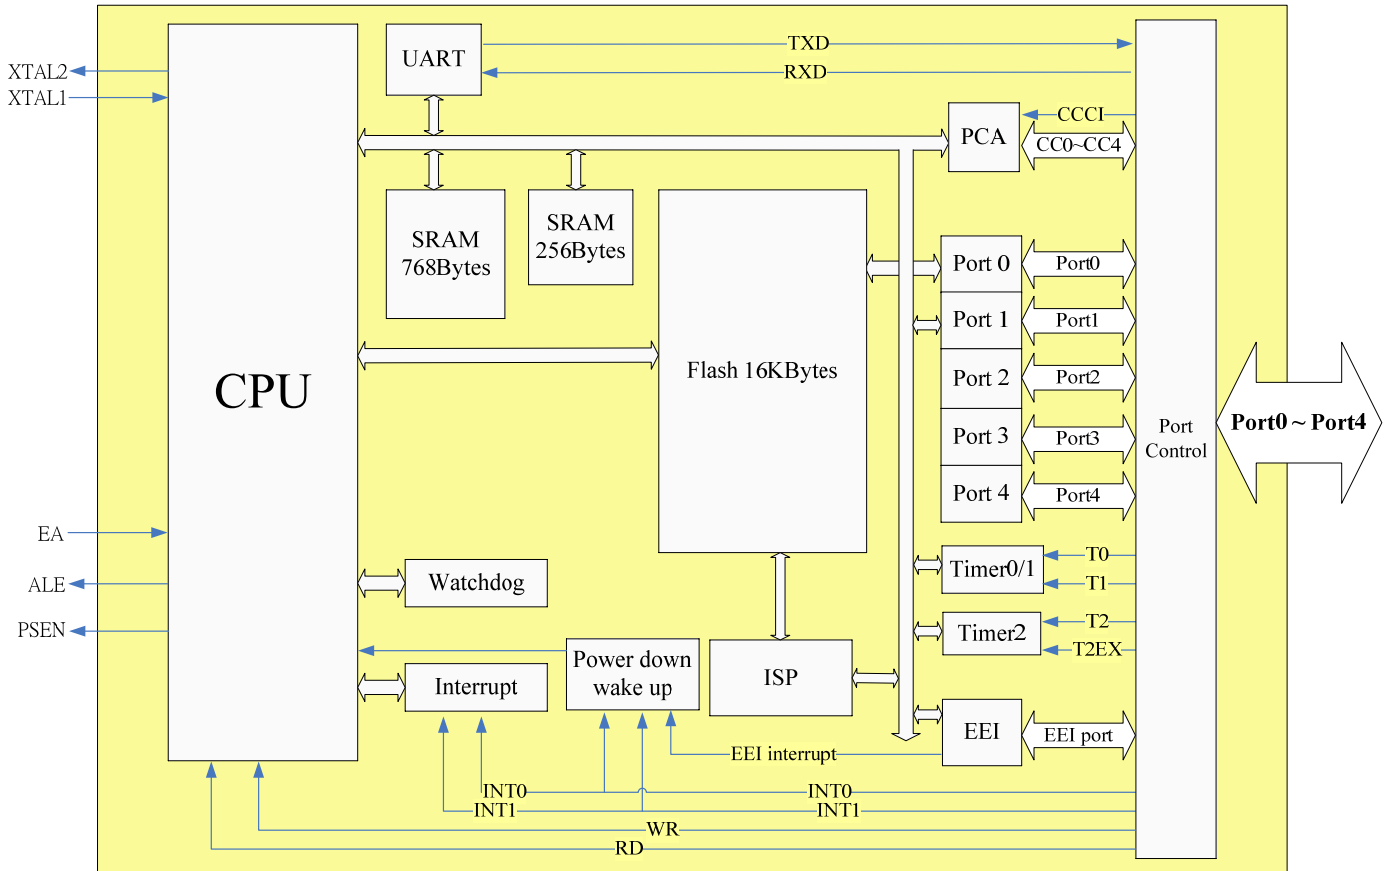 UART
TXD
RXD
XTAL2
XTAL1
PCA
CCCI
CC0~CC4
SRAM
768Bytes
SRAM
256Bytes
Port 0
Port0
Port 1
Port1
Flash 16KBytes
Port 2
Port2
CPU
Port 3
Port3
Port
Control
Port0 ~ Port4
Port 4
Port4
EA
ALE
PSEN
Watchdog
Timer0/1
T0
T1
Timer2
T2
T2EX
Interrupt
Power down
wake up
ISP
EEI
EEI port
EEI interrupt
INT0
INT0
INT1
INT1
WR
RD